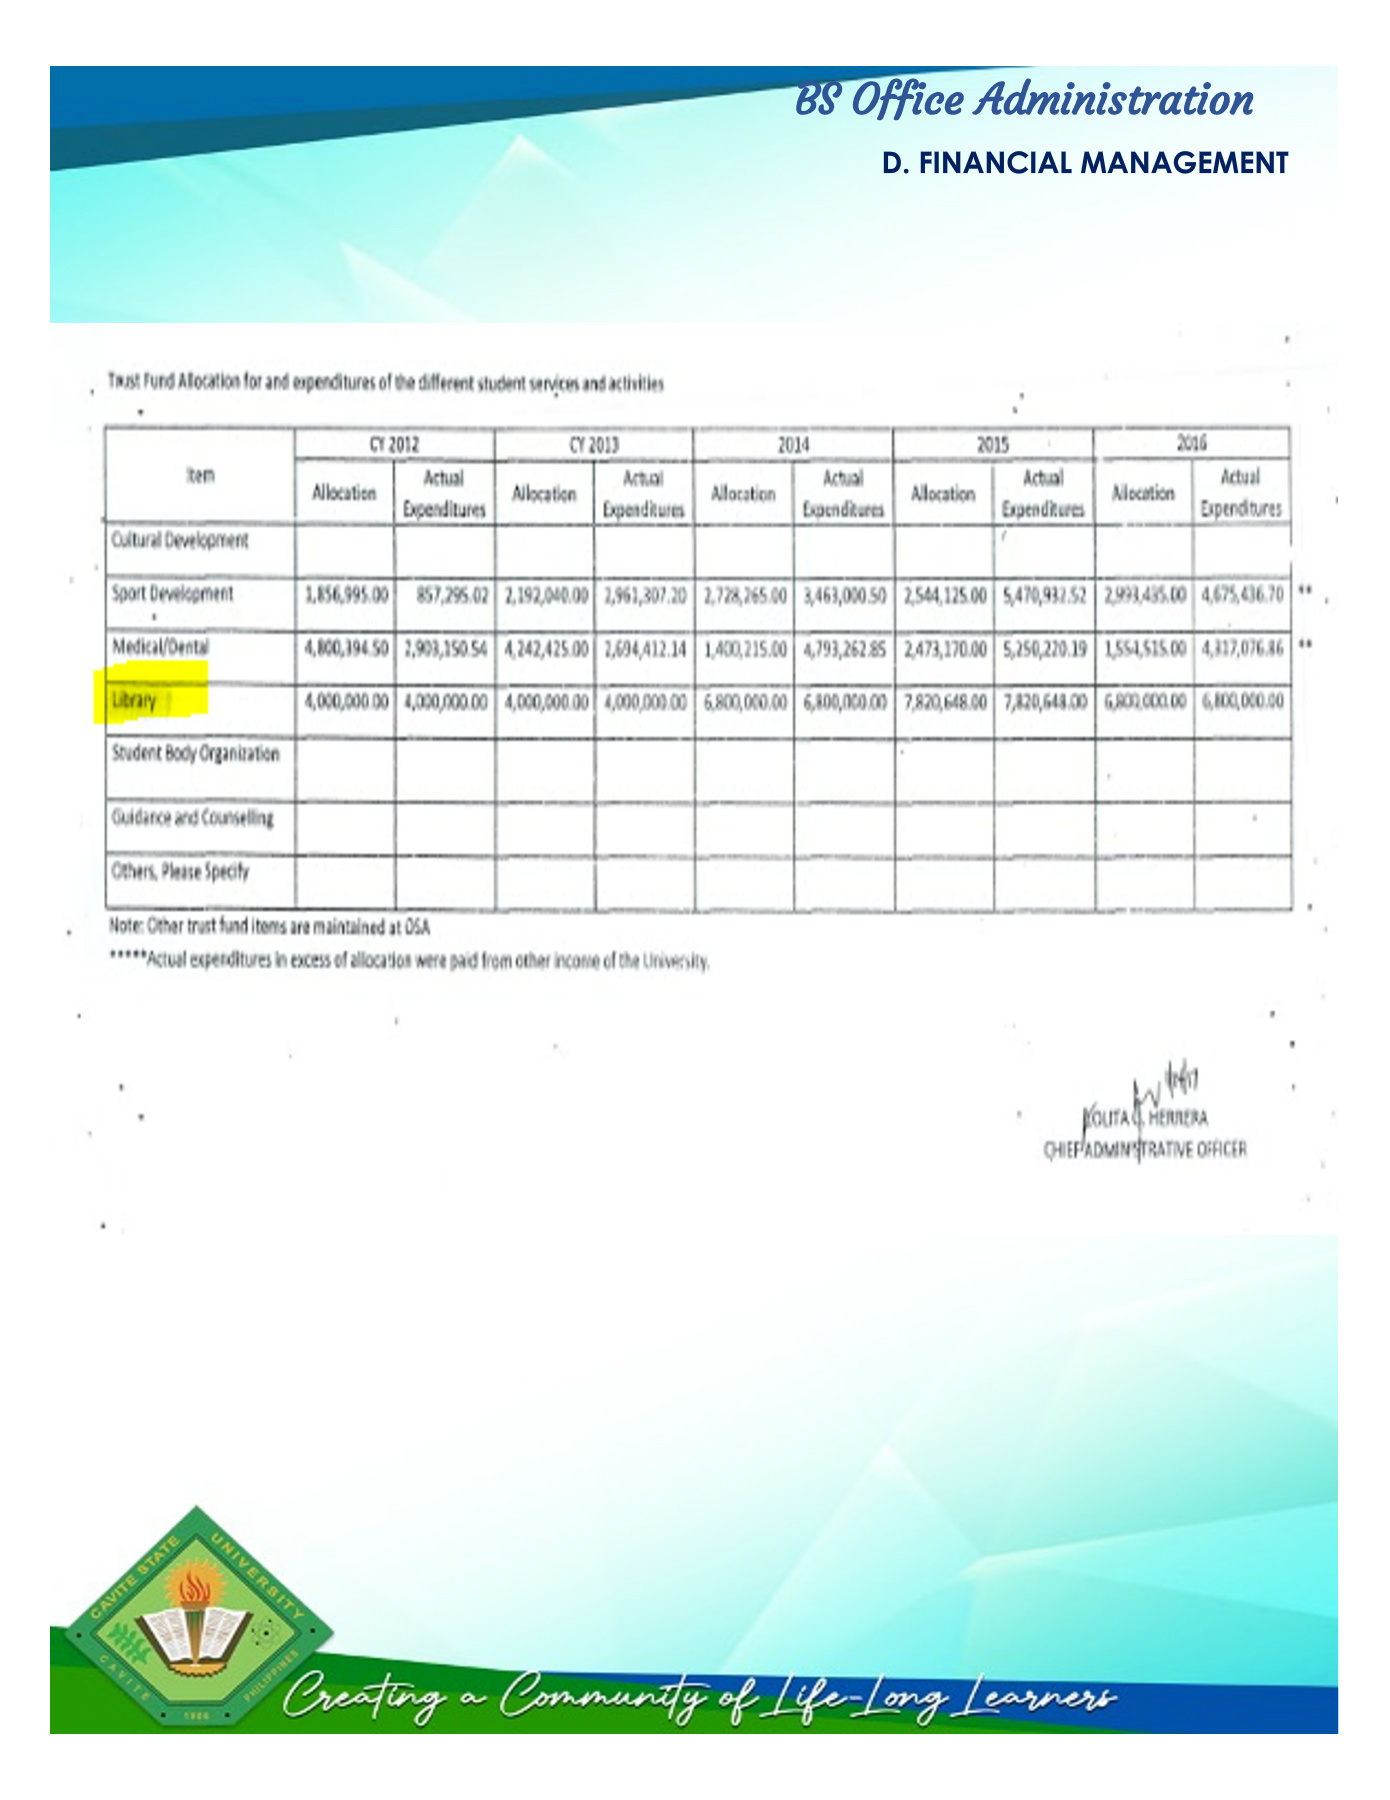 BS Office Administration
D. FINANCIAL MANAGEMENT
Trust Fund Allocation for and expenditures of the different student services and activities
Item CY 2012 CY 2013 2014 2015 2016
Allocation Actual Expenditures Allocation Actual Expenditures Allocation Actual Expenditures Allocation Actual Expenditures Allocation Actual Expenditures
Cultural Development
Sport Development 1,856,995.00 857,295.02 2,192,040.00 2,961,307.20 2,728,265.00 3,463,000.50 2,544,125.00 5,470,932.52 2,993,435.00 4,675,436.70 **
Medical/Dental 4,800,394.50 2,903,150.54 4,242,425.00 2,694,412.14 1,400,215.00 4,793,262.85 2,473,170.00 5,250,220.19 1,554,515.00 4,317,076.86 **
Library 4,000,000.00 4,000,000.00 4,000,000.00 4,000,000.00 6,800,000.00 6,800,000.00 7,820,648.00 7,820,648.00 6,800,000.00 6,800,000.00
Student Body Organization
Guidance and Counselling
Others, Please Specify
Note: Other trust fund items are maintained at OSA
*****Actual expenditures in excess of allocation were paid from other income of the University.
HERRERA
CHIEF ADMINISTRATIVE OFFICER
CAVITE STATE UNIVERSITY
CAVITE PHILIPPINES
1906
Creating a Community of Life-Long Learners